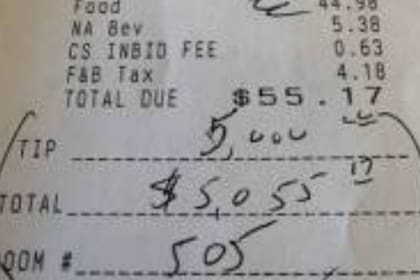 Food 44.98
NA Bev 5.38
CS INBID FEE 0.63
F&B Tax 4.18
TOTAL DUE $55.17
TIP 5,000
TOTAL $5,055 17
OOM # 505